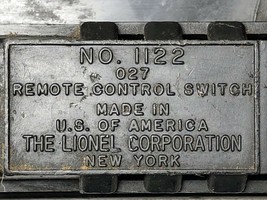 NO. 1122
027
REMOTE CONTROL SWITCH
MADE IN
U.S. OF AMERICA
THE LIONEL CORPORATION
NEW YORK